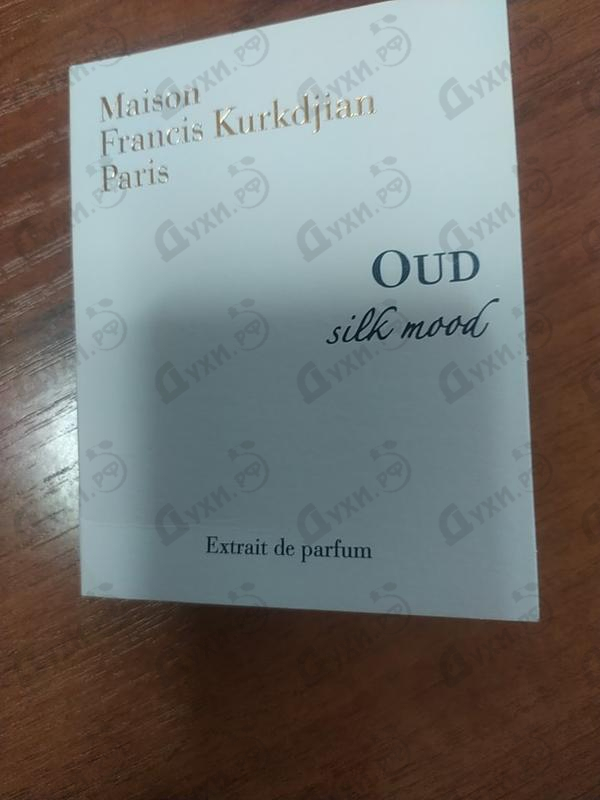 Maison
Francis Kurkdjian
Paris
OUD
silk mood
Extrait de parfum
Духи.РФ